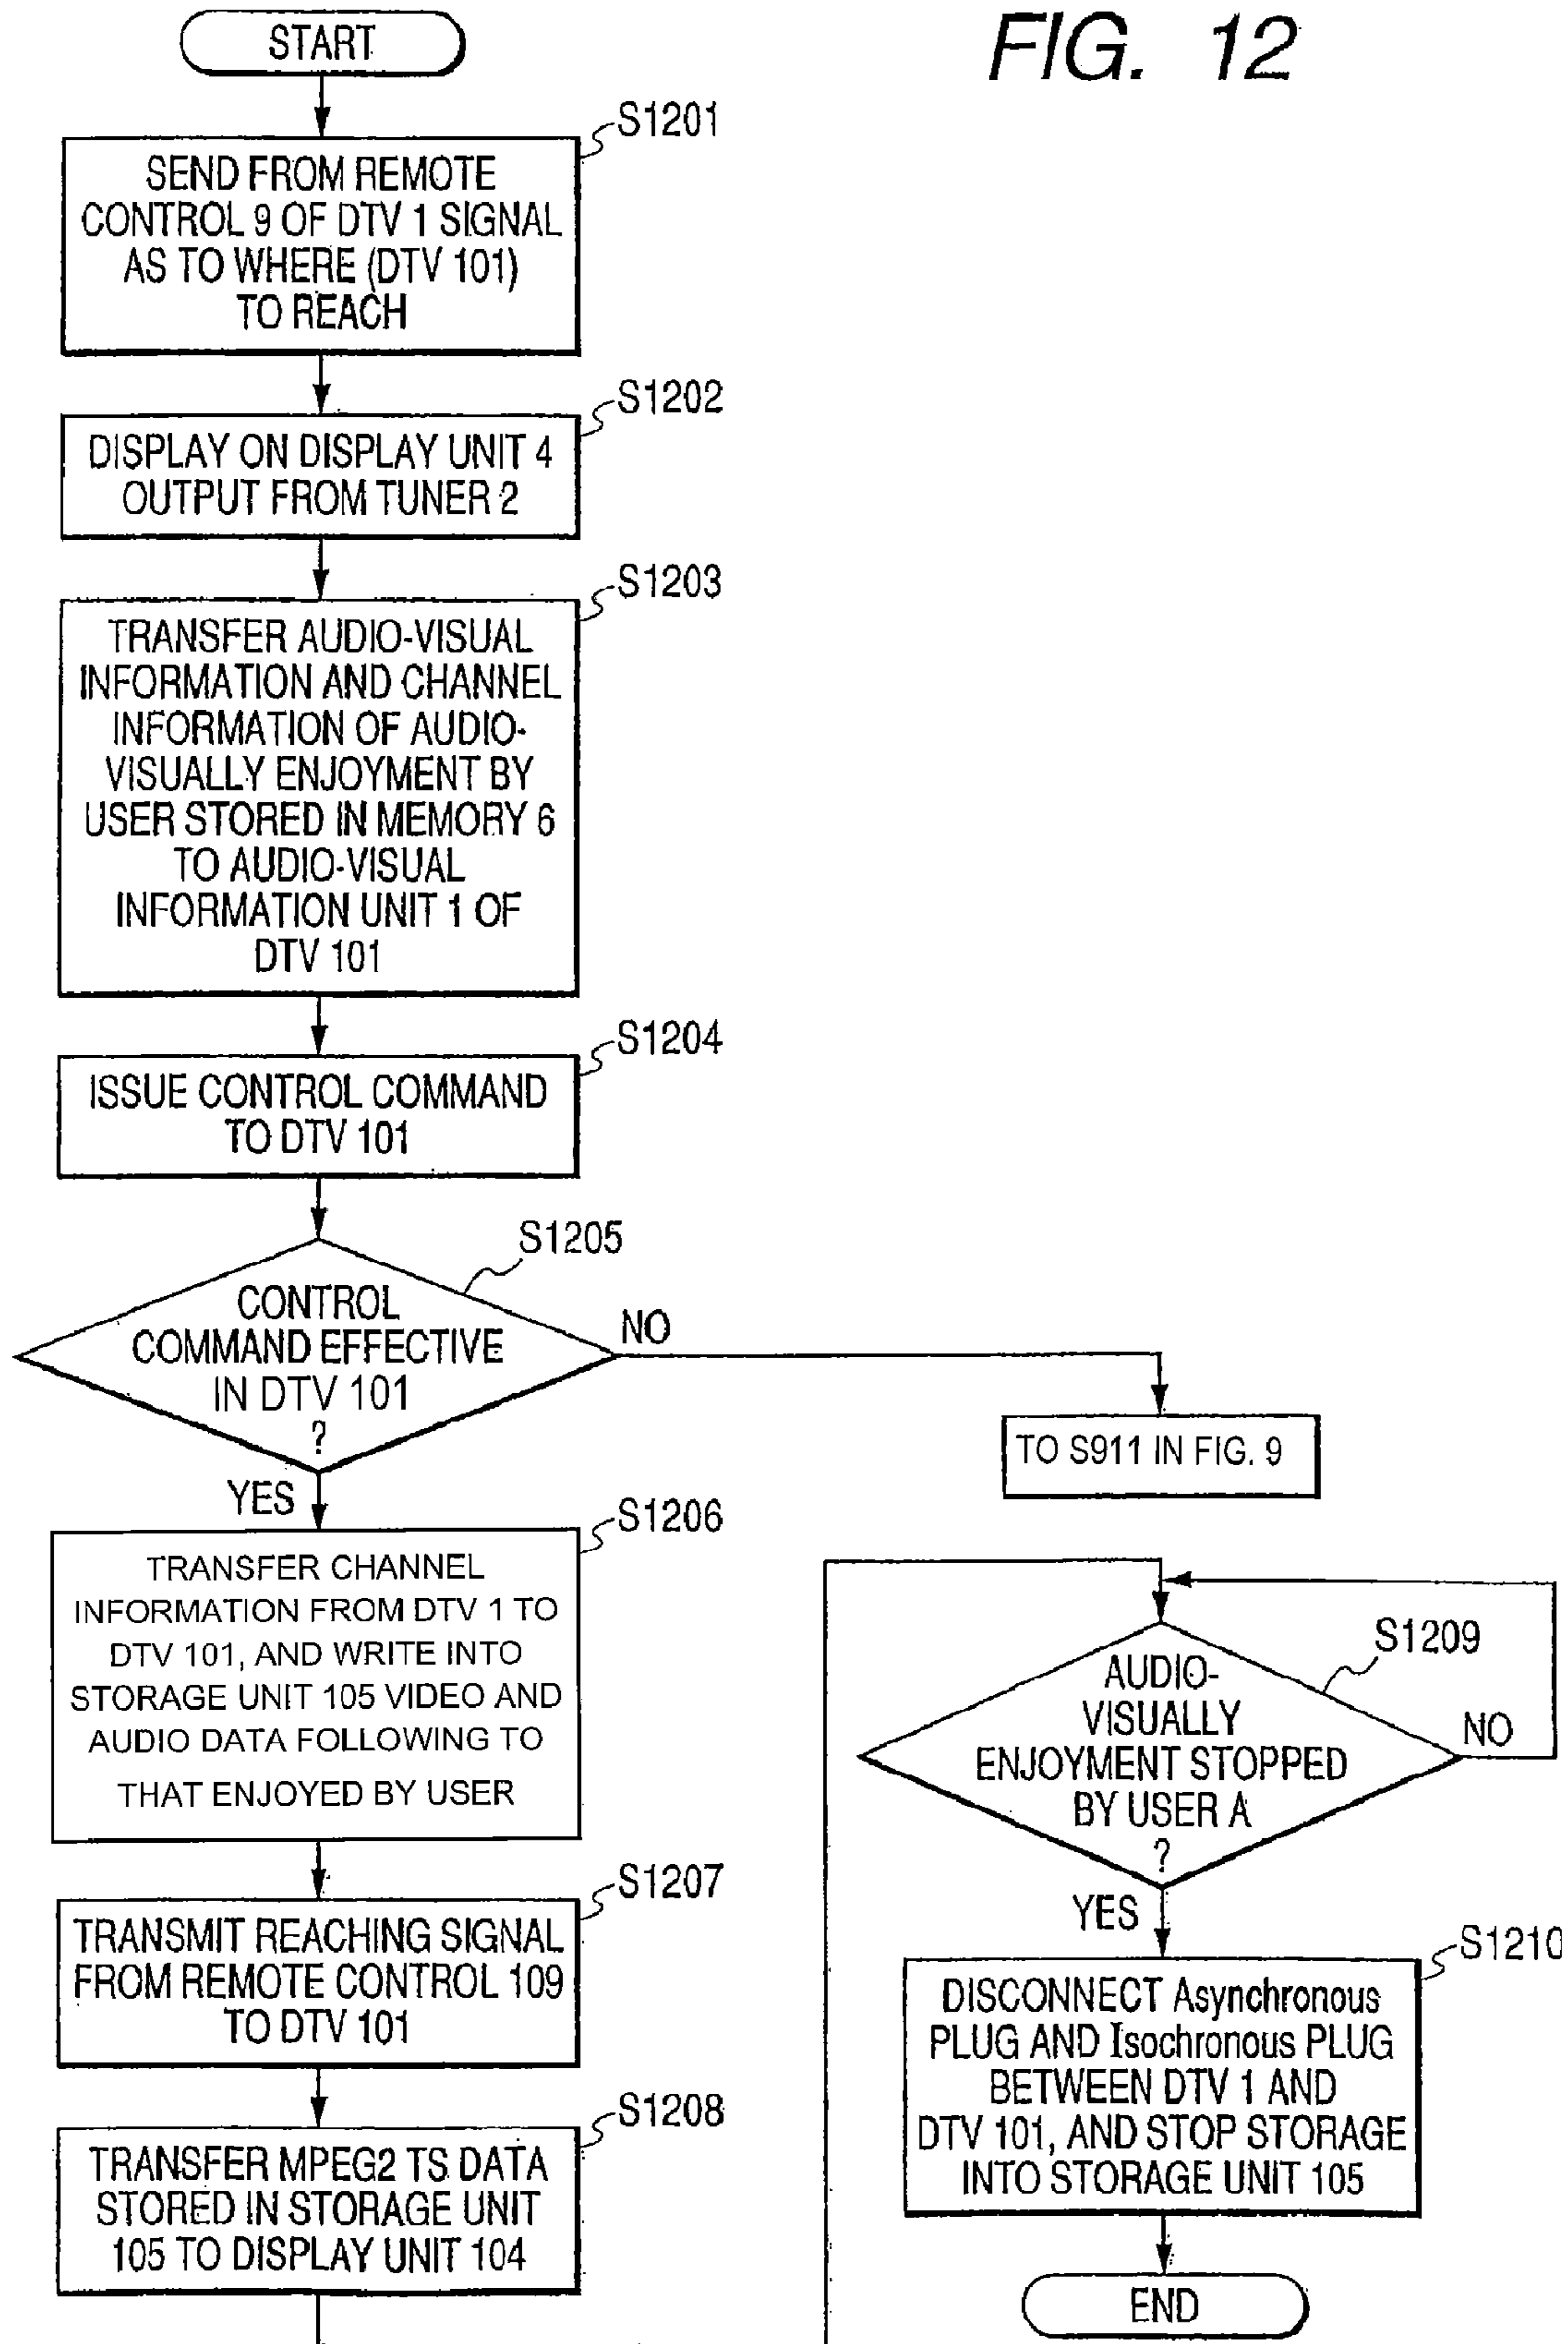 FIG. 12
START
S1201
SEND FROM REMOTE
CONTROL 9 OF DTV 1 SIGNAL
AS TO WHERE (DTV 101)
TO REACH
S1202
DISPLAY ON DISPLAY UNIT 4
OUTPUT FROM TUNER 2
S1203
TRANSFER AUDIO-VISUAL
INFORMATION AND CHANNEL
INFORMATION OF AUDIO-
VISUALLY ENJOYMENT BY
USER STORED IN MEMORY 6
TO AUDIO-VISUAL
INFORMATION UNIT 1 OF
DTV 101
S1204
ISSUE CONTROL COMMAND
TO DTV 101
S1205
CONTROL
COMMAND EFFECTIVE
IN DTV 101
?
NO
TO S911 IN FIG. 9
YES
S1206
TRANSFER CHANNEL
INFORMATION FROM DTV 1 TO
DTV 101, AND WRITE INTO
STORAGE UNIT 105 VIDEO AND
AUDIO DATA FOLLOWING TO
THAT ENJOYED BY USER
S1207
TRANSMIT REACHING SIGNAL
FROM REMOTE CONTROL 109
TO DTV 101
S1208
TRANSFER MPEG2 TS DATA
STORED IN STORAGE UNIT
105 TO DISPLAY UNIT 104
S1209
AUDIO-
VISUALLY
ENJOYMENT STOPPED
BY USER A
?
NO
YES
S1210
DISCONNECT Asynchronous
PLUG AND Isochronous PLUG
BETWEEN DTV 1 AND
DTV 101, AND STOP STORAGE
INTO STORAGE UNIT 105
END